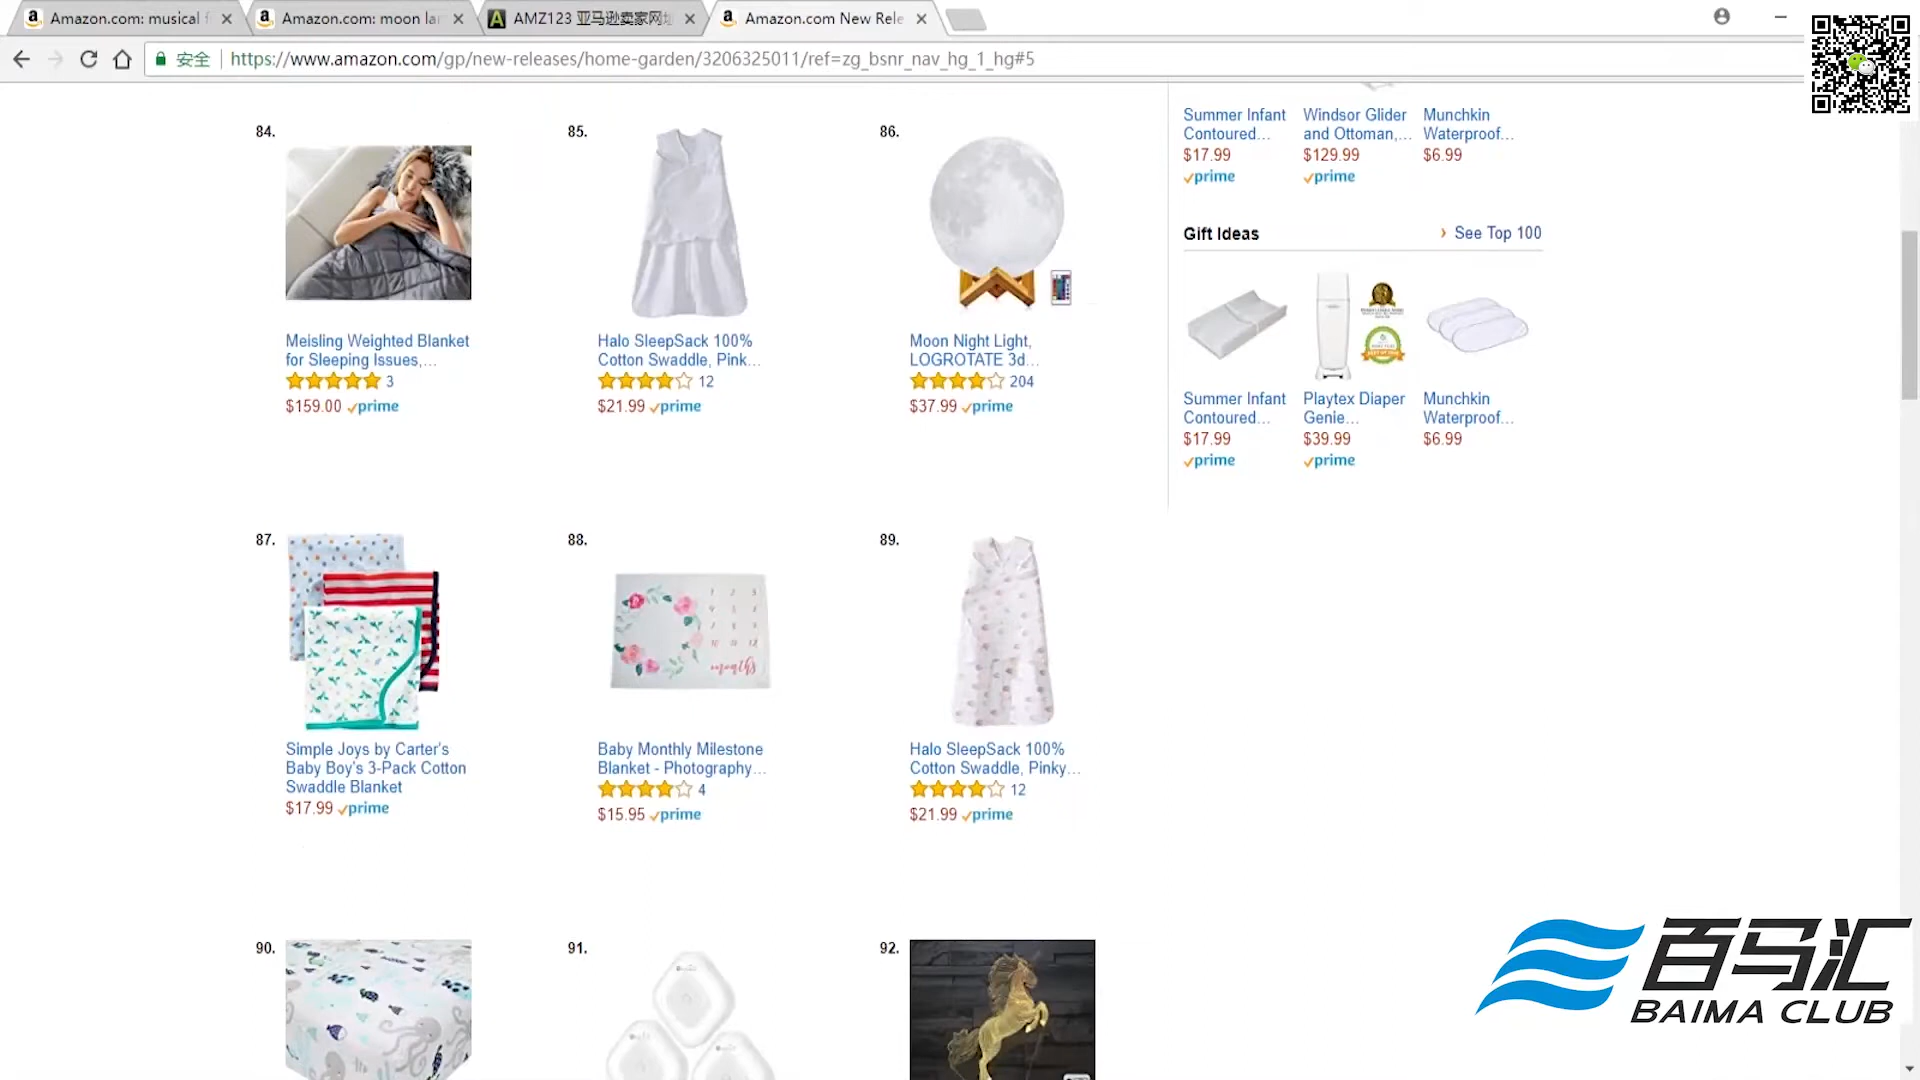 Amazon.com: musical f
Amazon.com: moon la
AMZ123 亚马逊卖家网址
Amazon.com New Rele
安全
https://www.amazon.com/gp/new-releases/home-garden/3206325011/ref=zg_bsnr_nav_hg_1_hg#5
84.
Meisling Weighted Blanket
for Sleeping Issues,...
3
$159.00 prime
85.
Halo SleepSack 100%
Cotton Swaddle, Pink...
12
$21.99 prime
86.
Moon Night Light,
LOGROTATE 3d...
204
$37.99 prime
Summer Infant
Contoured...
$17.99
prime
Windsor Glider
and Ottoman,...
$129.99
prime
Munchkin
Waterproof...
$6.99
Gift Ideas
› See Top 100
Summer Infant
Contoured...
$17.99
prime
Playtex Diaper
Genie...
$39.99
prime
Munchkin
Waterproof...
$6.99
87.
Simple Joys by Carter's
Baby Boy's 3-Pack Cotton
Swaddle Blanket
$17.99 prime
88.
months
Baby Monthly Milestone
Blanket - Photography...
4
$15.95 prime
89.
Halo SleepSack 100%
Cotton Swaddle, Pinky...
12
$21.99 prime
90.
91.
92.
百马汇
BAIMA CLUB